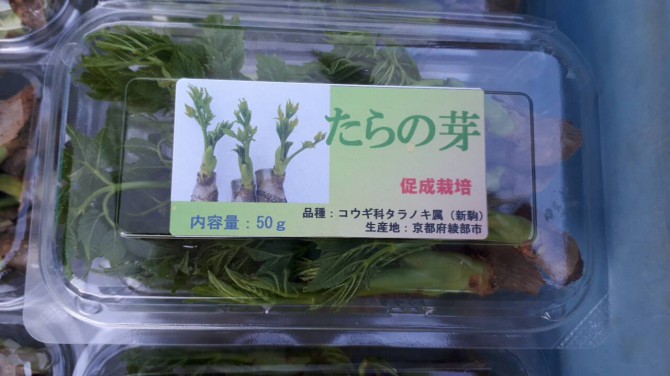 たらの芽
促成栽培
内容量：50ｇ
品種：コウギ科タラノキ属（新駒）
生産地：京都府綾部市